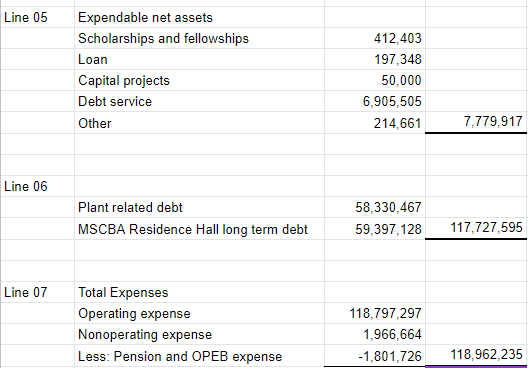 Line 05 Expendable net assets
Scholarships and fellowships 412,403
Loan 197,348
Capital projects 50,000
Debt service 6,905,505
Other 214,661 7,779,917
Line 06
Plant related debt 58,330,467
MSCBA Residence Hall long term debt 59,397,128 117,727,595
Line 07 Total Expenses
Operating expense 118,797,297
Nonoperating expense 1,966,664
Less: Pension and OPEB expense -1,801,726 118,962,235